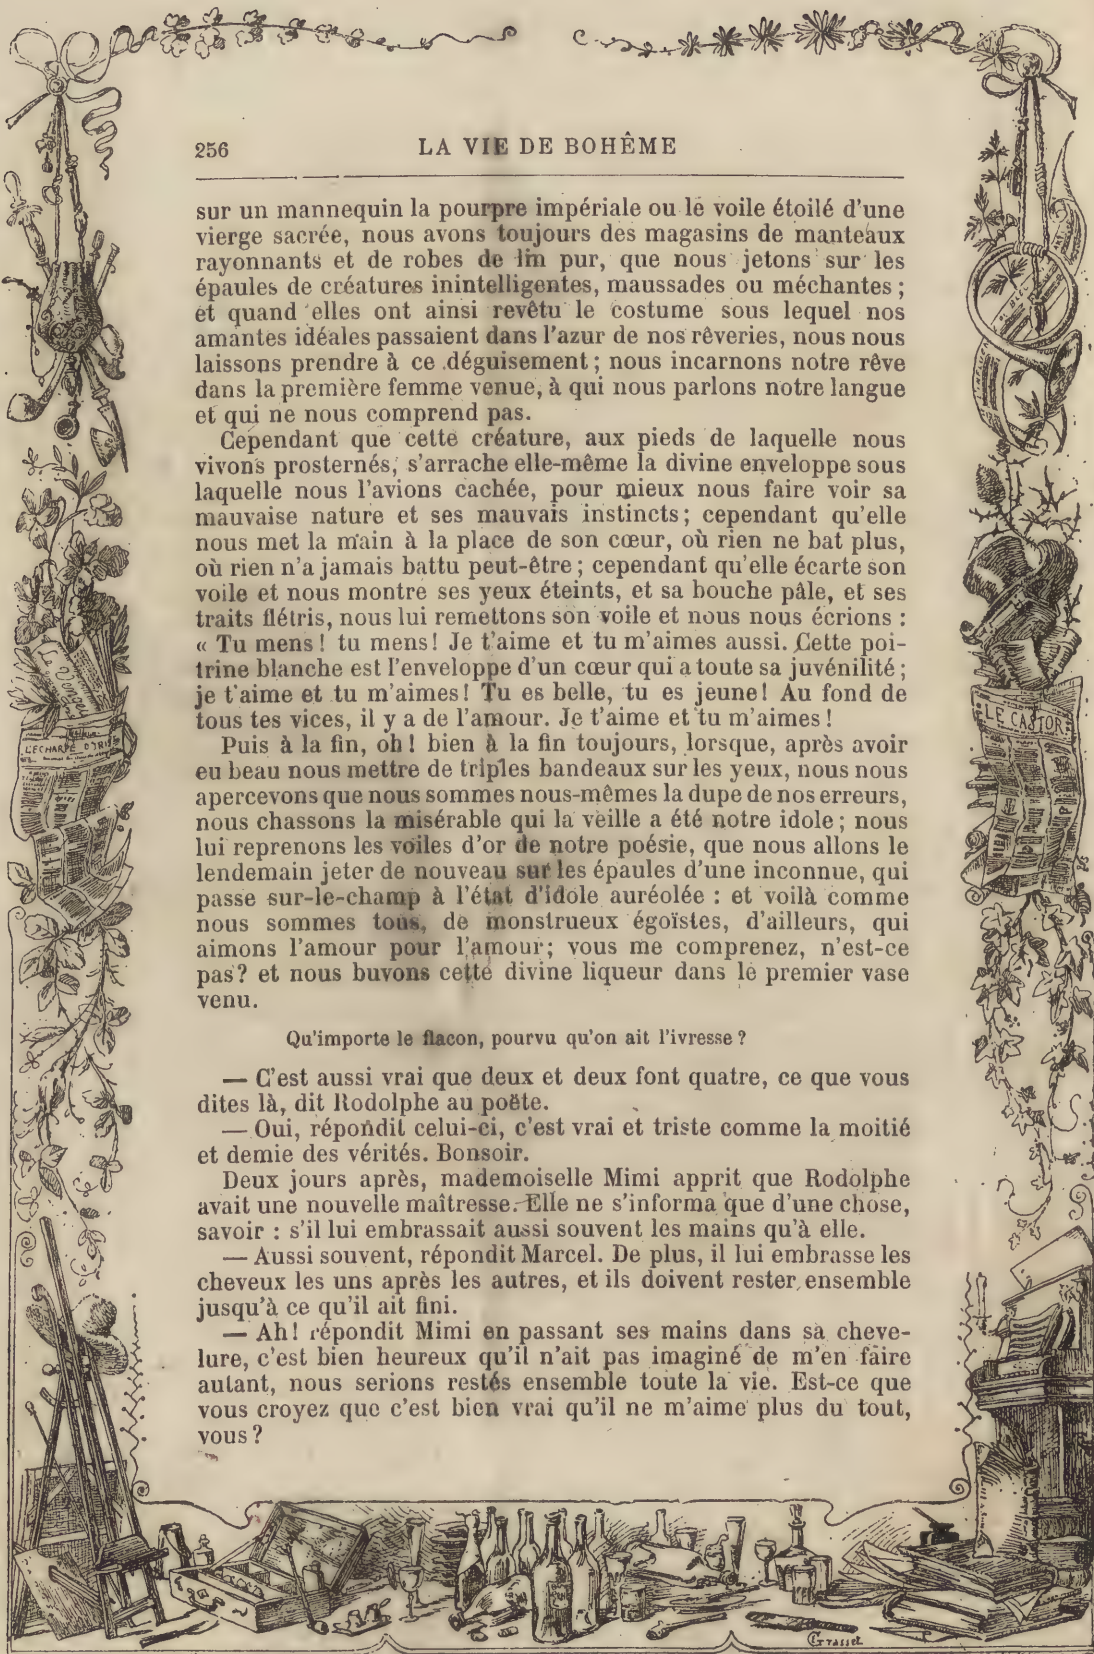 256
LA VIE DE BOHÊME
sur un mannequin la pourpre impériale ou le voile étoilé d'une
vierge sacrée, nous avons toujours des magasins de manteaux
rayonnants et de robes de lin pur, que nous jetons sur les
épaules de créatures inintelligentes, maussades ou méchantes ;
et quand elles ont ainsi revêtu le costume sous lequel nos
amantes idéales passaient dans l'azur de nos rêveries, nous nous
laissons prendre à ce déguisement ; nous incarnons notre rêve
dans la première femme venue, à qui nous parlons notre langue
et qui ne nous comprend pas.
Cependant que cette créature, aux pieds de laquelle nous
vivons prosternés, s'arrache elle-même la divine enveloppe sous
laquelle nous l'avions cachée, pour mieux nous faire voir sa
mauvaise nature et ses mauvais instincts ; cependant qu'elle
nous met la main à la place de son cœur, où rien ne bat plus,
où rien n'a jamais battu peut-être ; cependant qu'elle écarte son
voile et nous montre ses yeux éteints, et sa bouche pâle, et ses
traits flétris, nous lui remettons son voile et nous nous écrions :
« Tu mens ! tu mens ! Je t'aime et tu m'aimes aussi. Cette poi-
trine blanche est l'enveloppe d'un cœur qui a toute sa juvénilité ;
je t'aime et tu m'aimes ! Tu es belle, tu es jeune ! Au fond de
tous tes vices, il y a de l'amour. Je t'aime et tu m'aimes !
Puis à la fin, oh ! bien à la fin toujours, lorsque, après avoir
eu beau nous mettre de triples bandeaux sur les yeux, nous nous
apercevons que nous sommes nous-mêmes la dupe de nos erreurs,
nous chassons la misérable qui la veille a été notre idole ; nous
lui reprenons les voiles d'or de notre poésie, que nous allons le
lendemain jeter de nouveau sur les épaules d'une inconnue, qui
passe sur-le-champ à l'état d'idole auréolée : et voilà comme
nous sommes tous, de monstrueux égoïstes, d'ailleurs, qui
aimons l'amour pour l'amour ; vous me comprenez, n'est-ce
pas ? et nous buvons cette divine liqueur dans le premier vase
venu.
Qu'importe le flacon, pourvu qu'on ait l'ivresse ?
— C'est aussi vrai que deux et deux font quatre, ce que vous
dites là, dit Rodolphe au poëte.
— Oui, répondit celui-ci, c'est vrai et triste comme la moitié
et demie des vérités. Bonsoir.
Deux jours après, mademoiselle Mimi apprit que Rodolphe
avait une nouvelle maîtresse. Elle ne s'informa que d'une chose,
savoir : s'il lui embrassait aussi souvent les mains qu'à elle.
— Aussi souvent, répondit Marcel. De plus, il lui embrasse les
cheveux les uns après les autres, et ils doivent rester ensemble
jusqu'à ce qu'il ait fini.
— Ah ! répondit Mimi en passant ses mains dans sa cheve-
lure, c'est bien heureux qu'il n'ait pas imaginé de m'en faire
autant, nous serions restés ensemble toute la vie. Est-ce que
vous croyez que c'est bien vrai qu'il ne m'aime plus du tout,
vous ?
L'ÉCHARPE D'IRIS
LE CASTOR
Grasset